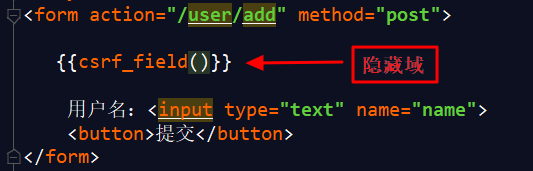 <form action="/user/add" method="post">
{{csrf_field()}}
隐藏域
用户名：<input type="text" name="name">
<button>提交</button>
</form>